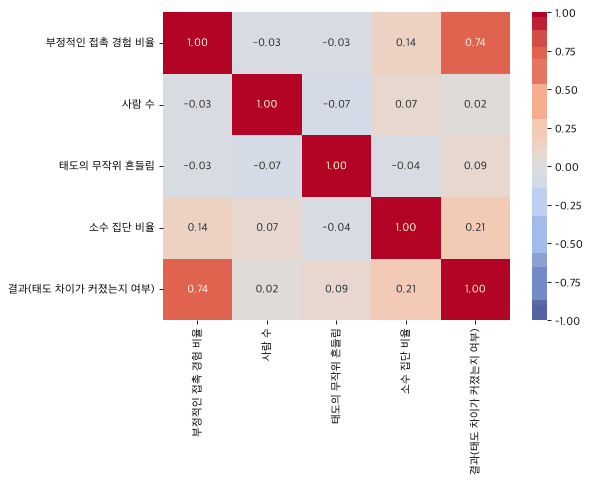 부정적인 접촉 경험 비율
1.00 -0.03 -0.03 0.14 0.74
사람 수
-0.03 1.00 -0.07 0.07 0.02
태도의 무작위 흔들림
-0.03 -0.07 1.00 -0.04 0.09
소수 집단 비율
0.14 0.07 -0.04 1.00 0.21
결과(태도 차이가 커졌는지 여부)
0.74 0.02 0.09 0.21 1.00
부정적인 접촉 경험 비율
사람 수
태도의 무작위 흔들림
소수 집단 비율
결과(태도 차이가 커졌는지 여부)
1.00
0.75
0.50
0.25
0.00
-0.25
-0.50
-0.75
-1.00